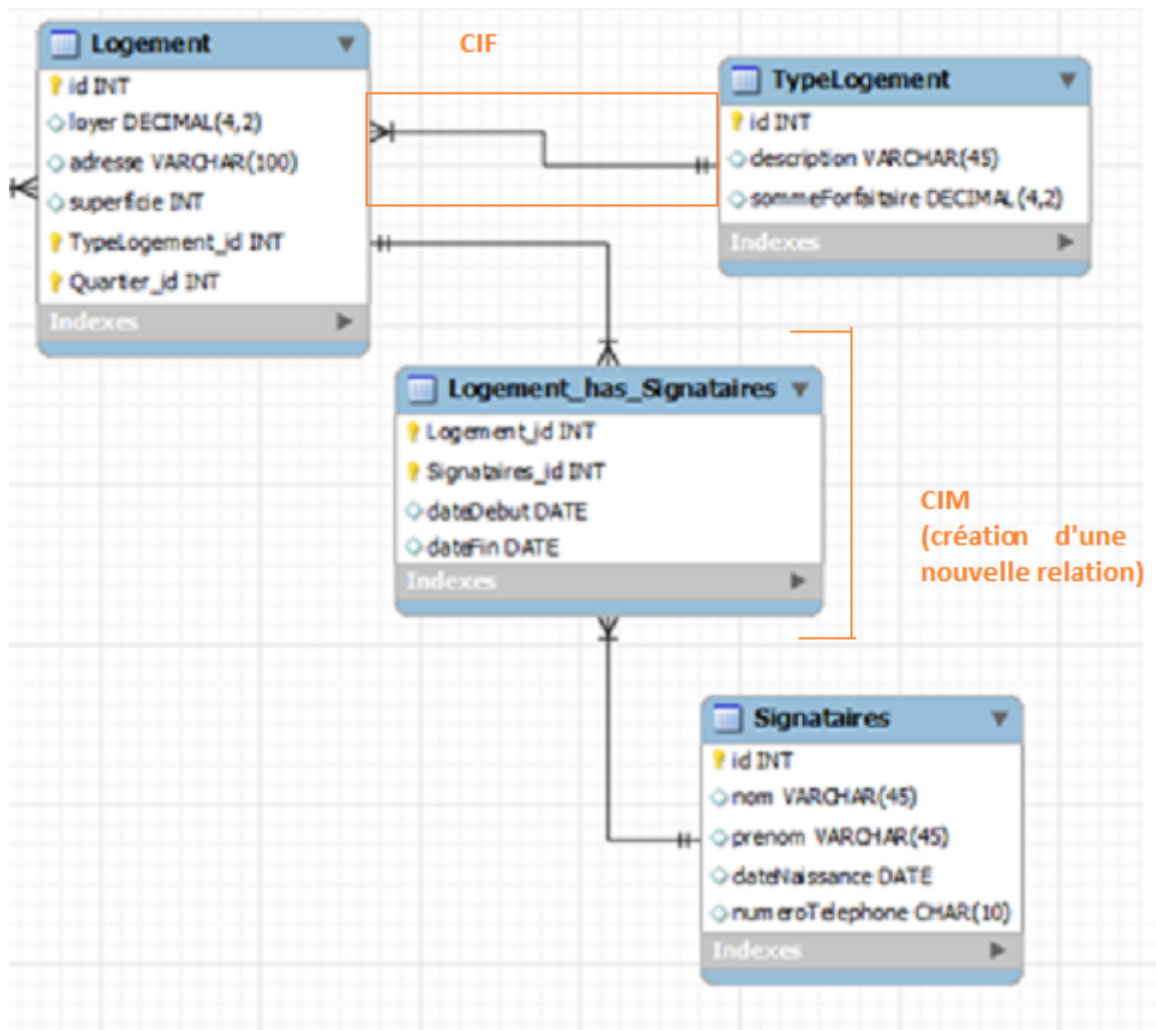 Logement
id INT
loyer DECIMAL(4,2)
adresse VARCHAR(100)
superficie INT
TypeLogement_id INT
Quartier_id INT
Indexes
CIF
TypeLogement
id INT
description VARCHAR(45)
sommeForfaitaire DECIMAL(4,2)
Indexes
Logement_has_Signataires
Logement_id INT
Signataires_id INT
dateDebut DATE
dateFin DATE
Indexes
CIM
(création d'une
nouvelle relation)
Signataires
id INT
nom VARCHAR(45)
prenom VARCHAR(45)
dateNaissance DATE
numeroTelephone CHAR(10)
Indexes